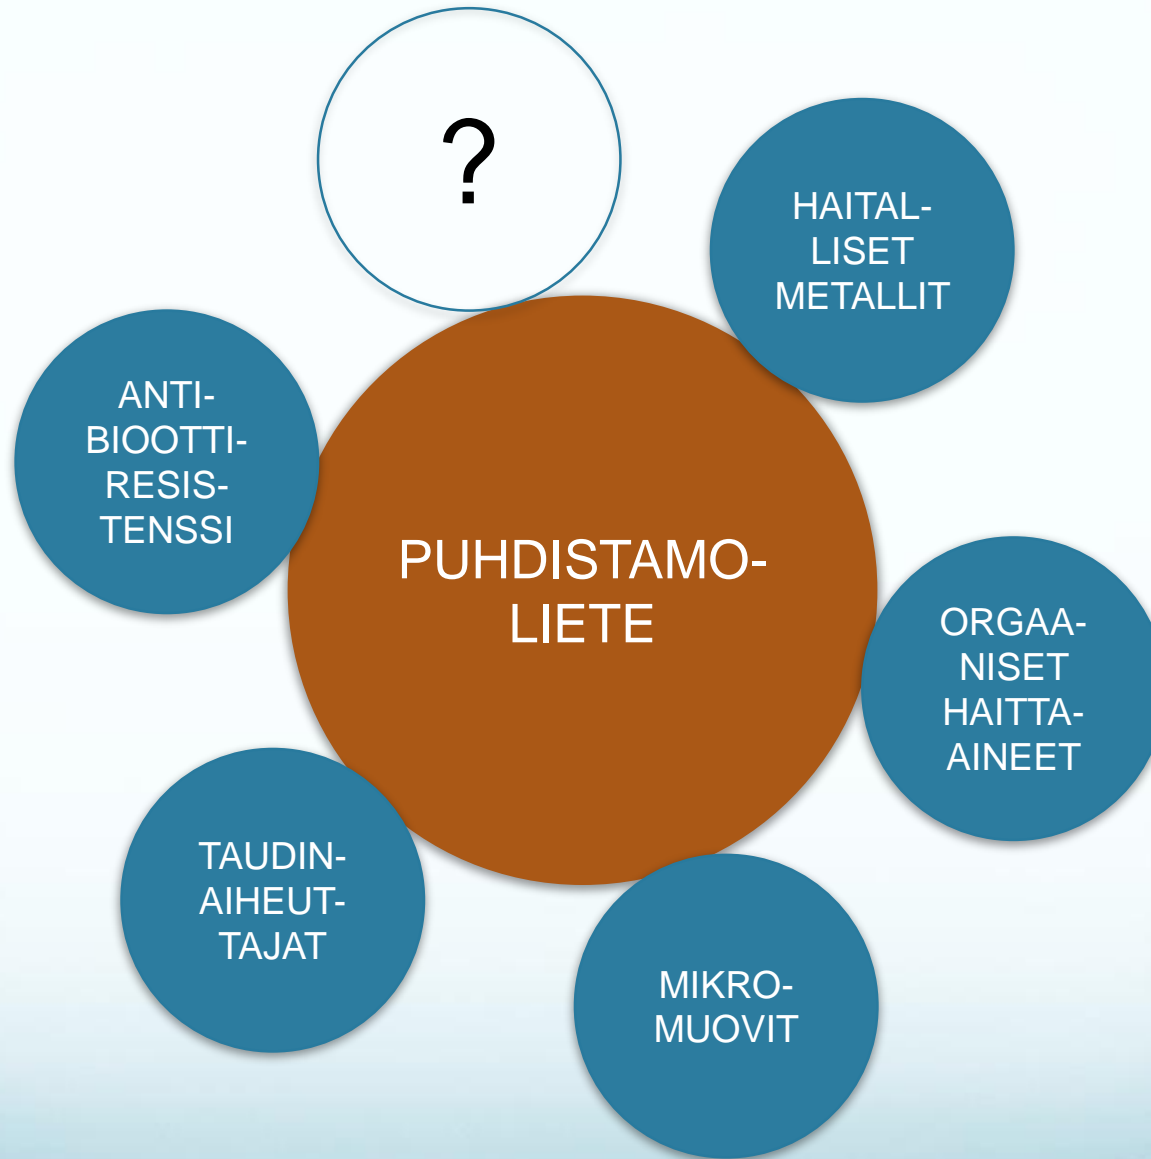 ?
HAITAL-
LISET
METALLIT
ANTI-
BIOOTTI-
RESIS-
TENSSI
PUHDISTAMO-
LIETE
ORGAA-
NISET
HAITTA-
AINEET
TAUDIN-
AIHEUT-
TAJAT
MIKRO-
MUOVIT